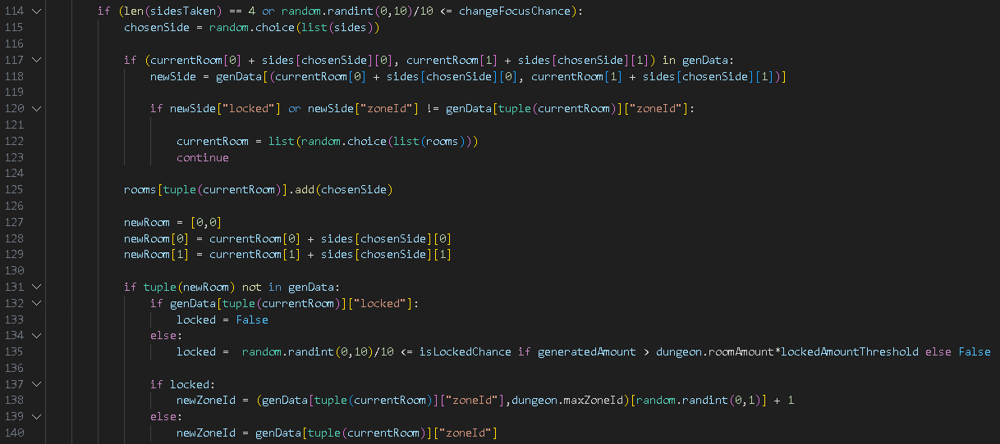 114 if (len(sidesTaken) == 4 or random.randint(0,10)/10 <= changeFocusChance):
115 chosenSide = random.choice(list(sides))
116
117 if (currentRoom[0] + sides[chosenSide][0], currentRoom[1] + sides[chosenSide][1]) in genData:
118 newSide = genData[(currentRoom[0] + sides[chosenSide][0], currentRoom[1] + sides[chosenSide][1])]
119
120 if newSide["locked"] or newSide["zoneId"] != genData[tuple(currentRoom)]["zoneId"]:
121
122 currentRoom = list(random.choice(list(rooms)))
123 continue
124
125 rooms[tuple(currentRoom)].add(chosenSide)
126
127 newRoom = [0,0]
128 newRoom[0] = currentRoom[0] + sides[chosenSide][0]
129 newRoom[1] = currentRoom[1] + sides[chosenSide][1]
130
131 if tuple(newRoom) not in genData:
132 if genData[tuple(currentRoom)]["locked"]:
133 locked = False
134 else:
135 locked =  random.randint(0,10)/10 <= isLockedChance if generatedAmount > dungeon.roomAmount*lockedAmountThreshold else False
136
137 if locked:
138 newZoneId = (genData[tuple(currentRoom)]["zoneId"],dungeon.maxZoneId)[random.randint(0,1)] + 1
139 else:
140 newZoneId = genData[tuple(currentRoom)]["zoneId"]